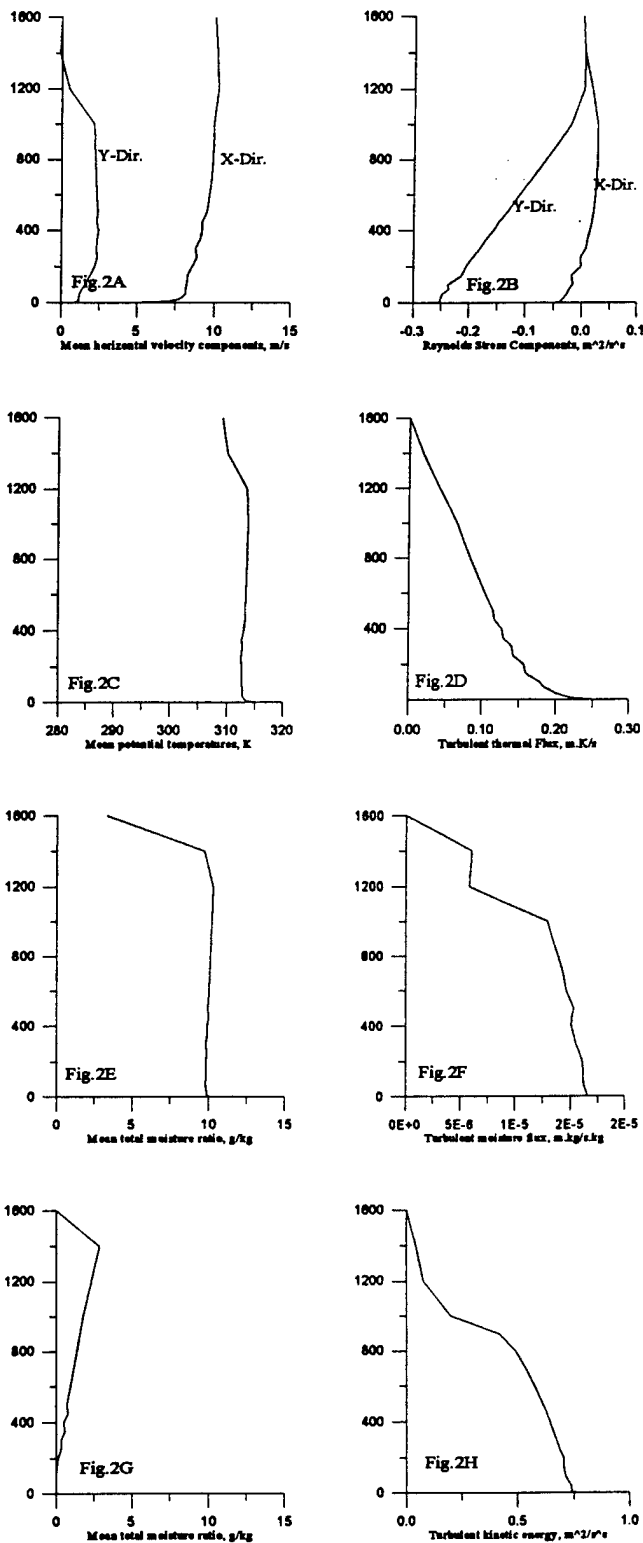 1600
1200
800
400
0
Y-Dir.
X-Dir.
Fig.2A
0 5 10 15
Mean horizontal velocity components, m/s
1600
1200
800
400
0
Y-Dir.
X-Dir.
Fig.2B
-0.3 -0.2 -0.1 0.0 0.1
Reynolds Stress Components, m^2/s^s
1600
1200
800
400
0
Fig.2C
280 290 300 310 320
Mean potential temperatures, K
1600
1200
800
400
Fig.2D
0.00 0.10 0.20 0.30
Turbulent thermal Flux, m.K/s
1600
1200
800
400
0
Fig.2E
0 5 10 15
Mean total moisture ratio, g/kg
1600
1200
800
400
0
Fig.2F
0E+0 5E-6 1E-5 2E-5 2E-5
Turbulent moisture flux, m.kg/s.kg
1600
1200
800
400
0
Fig.2G
0 5 10 15
Mean total moisture ratio, g/kg
1600
1200
800
400
0
Fig.2H
0.0 0.5 1.0
Turbulent kinetic energy, m^2/s^s